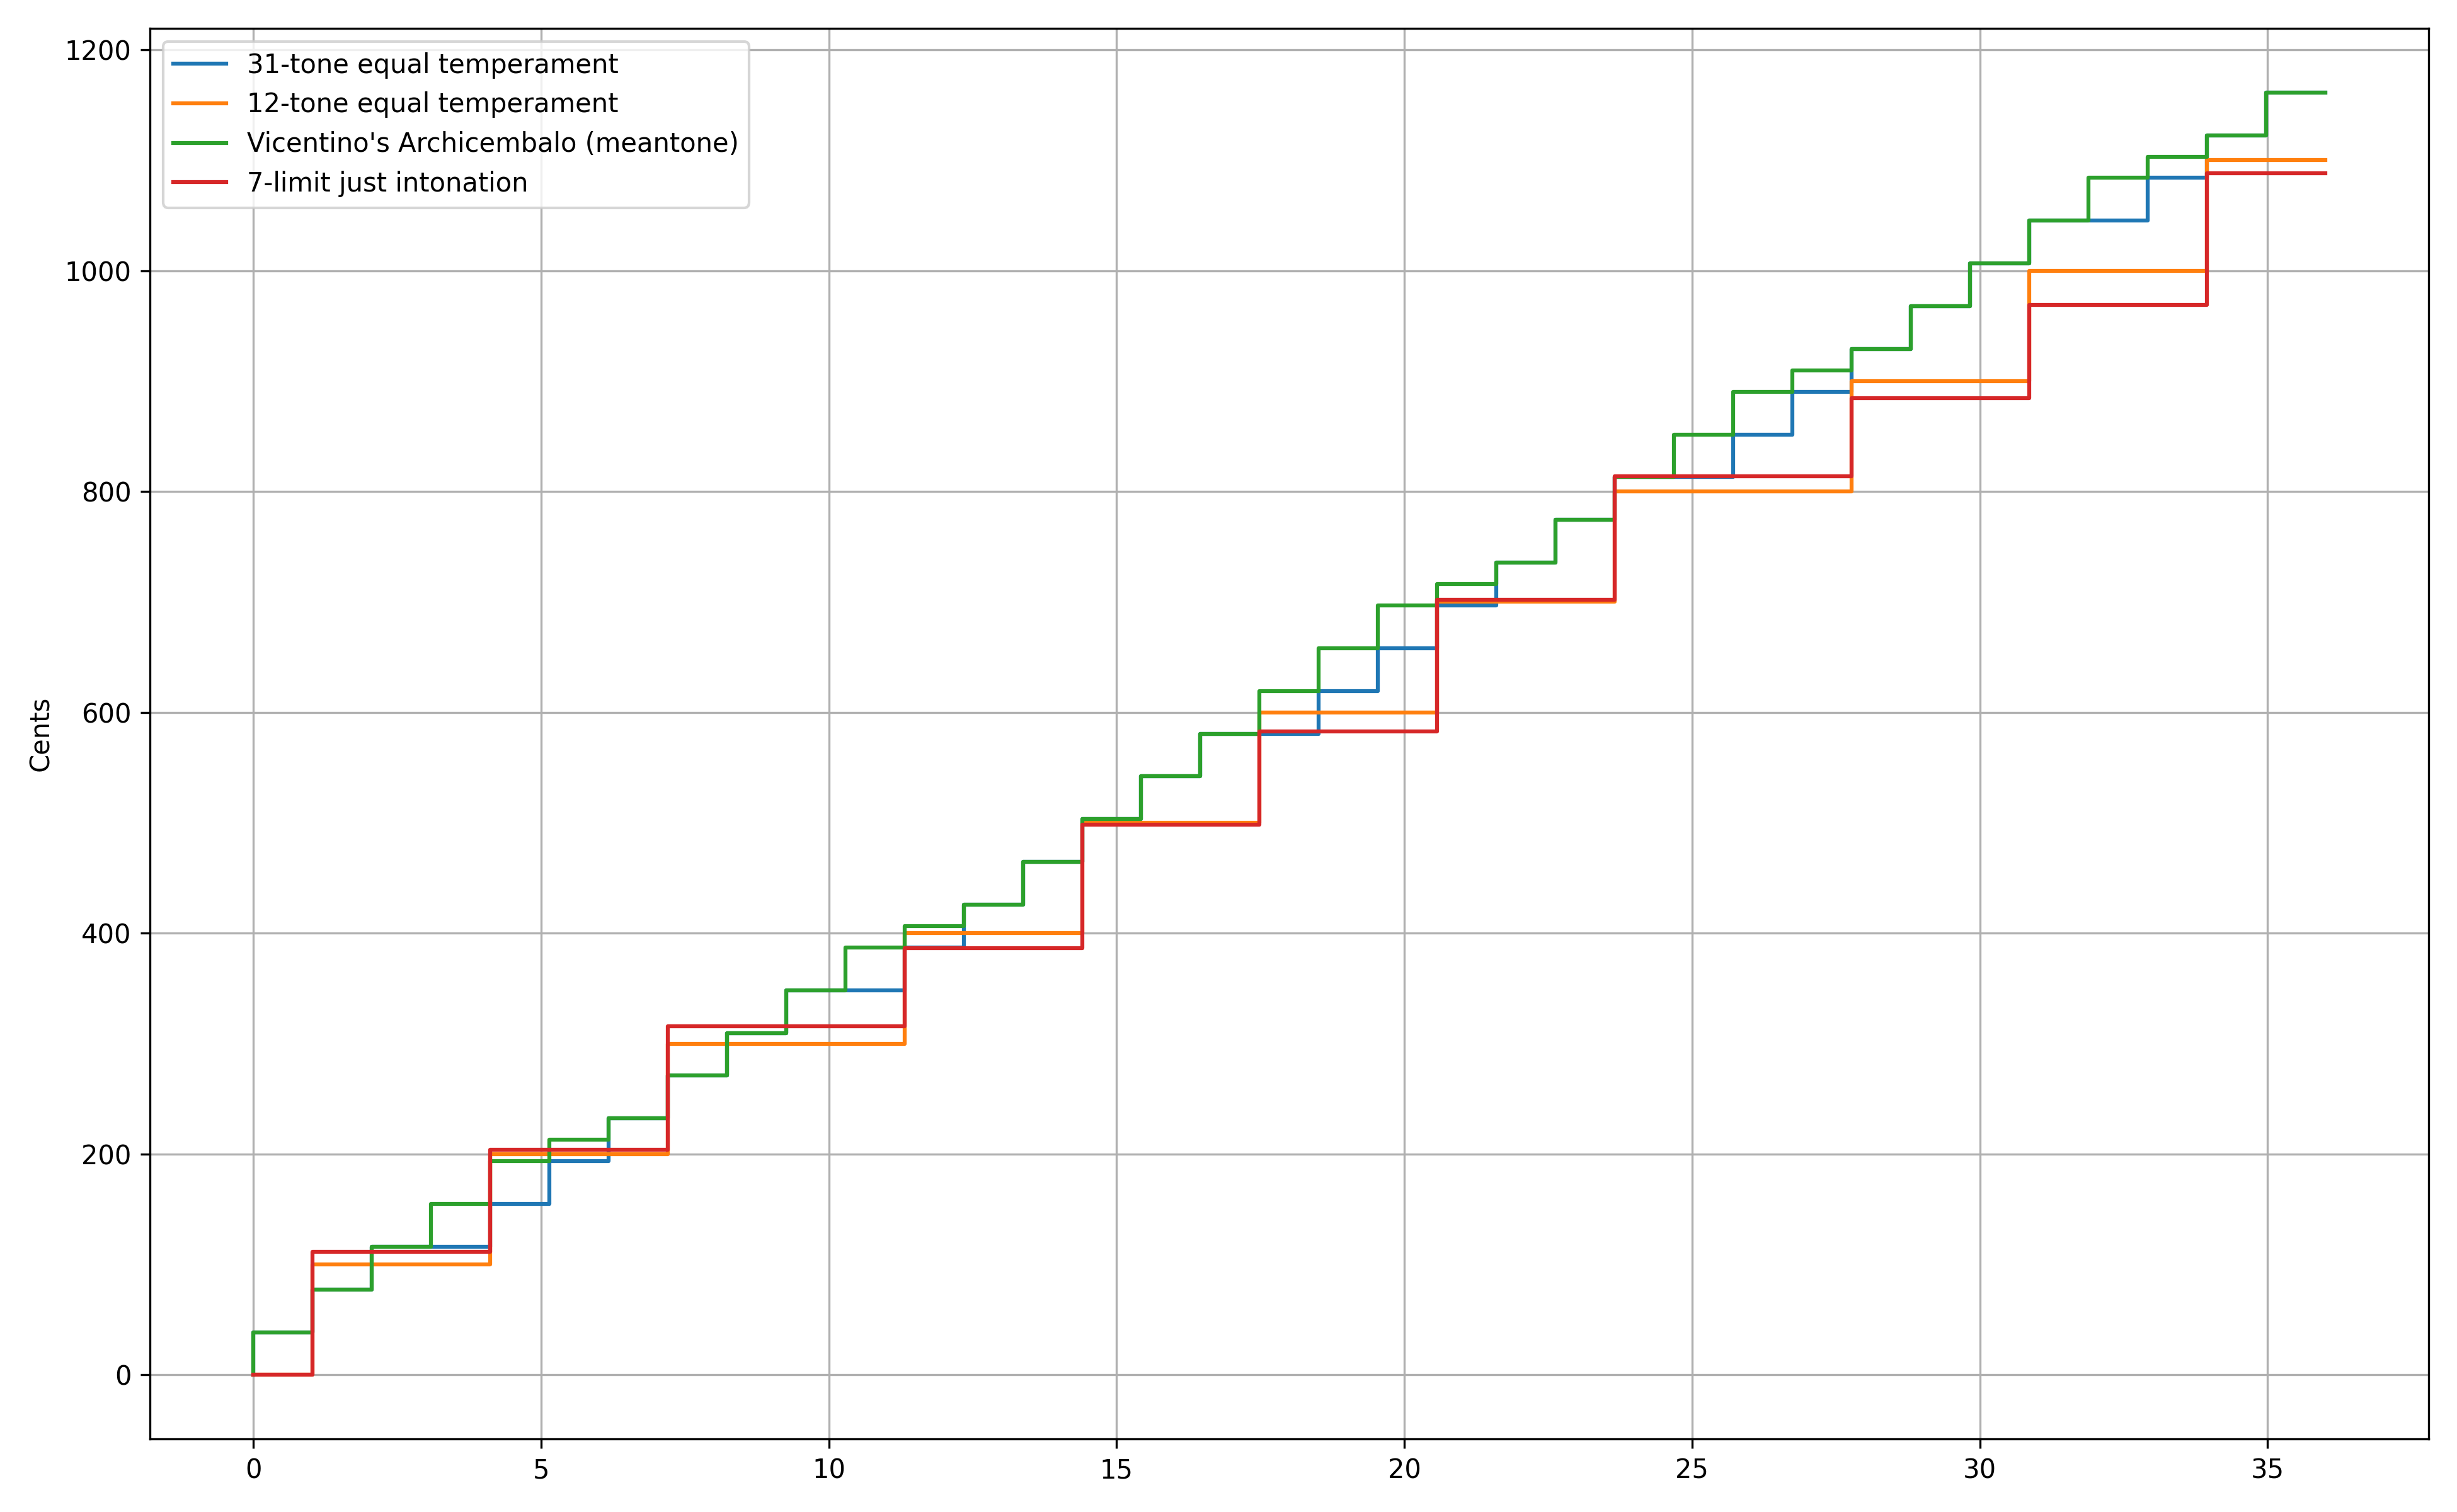 1200
1000
800
600
400
200
0
Cents
31-tone equal temperament
12-tone equal temperament
Vicentino's Archicembalo (meantone)
7-limit just intonation
0 5 10 15 20 25 30 35